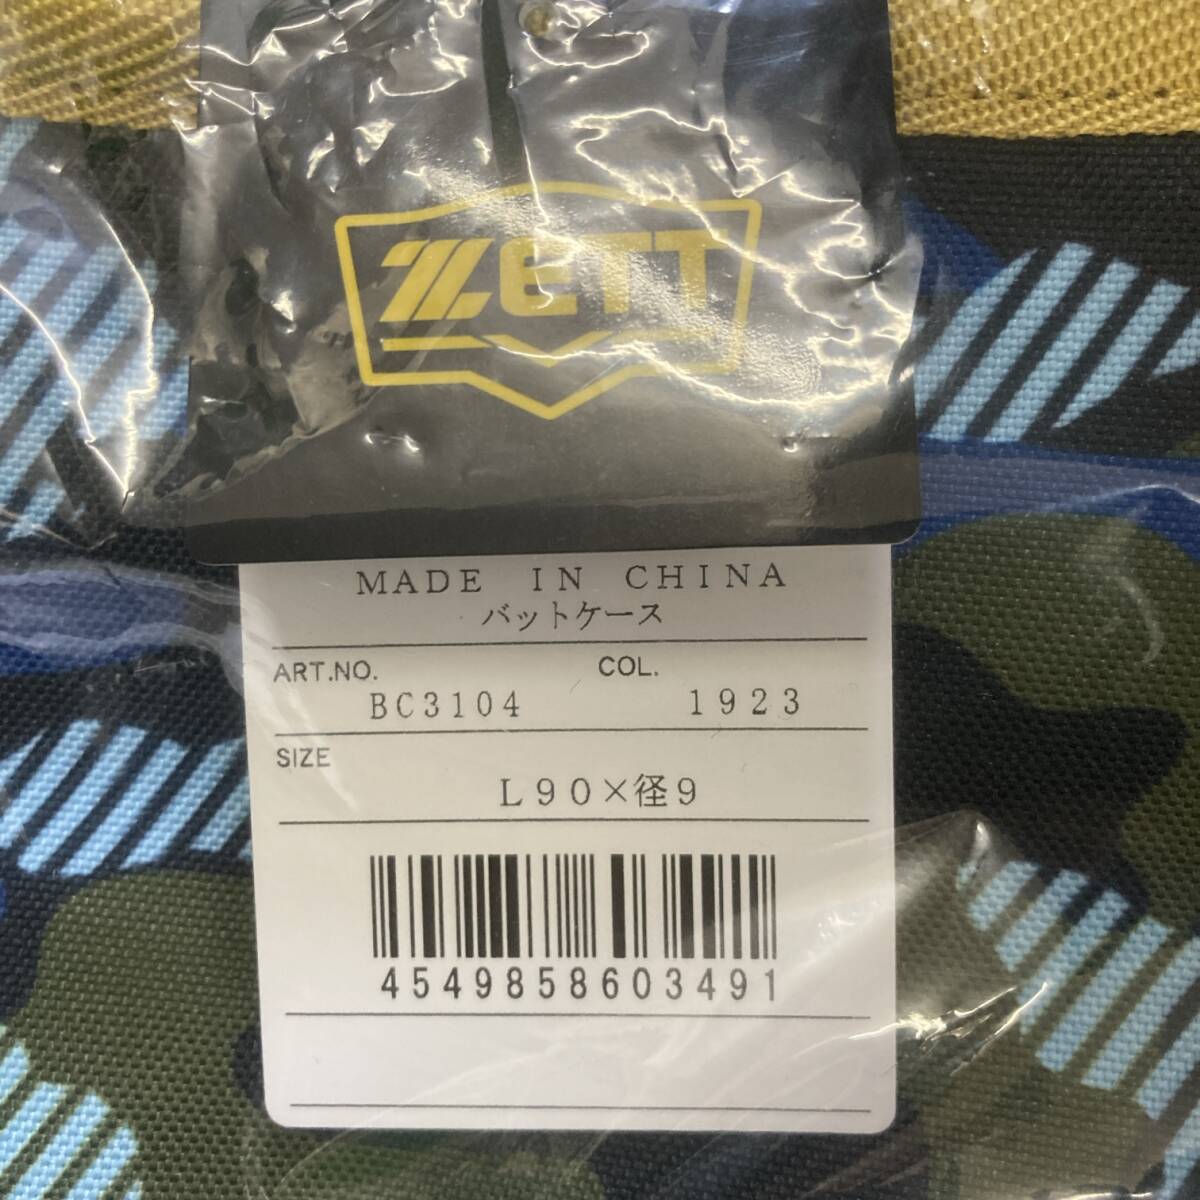 ZETT
MADE IN CHINA
バットケース
ART.NO. COL.
BC3104 1923
SIZE
L90×径9
4549858603491